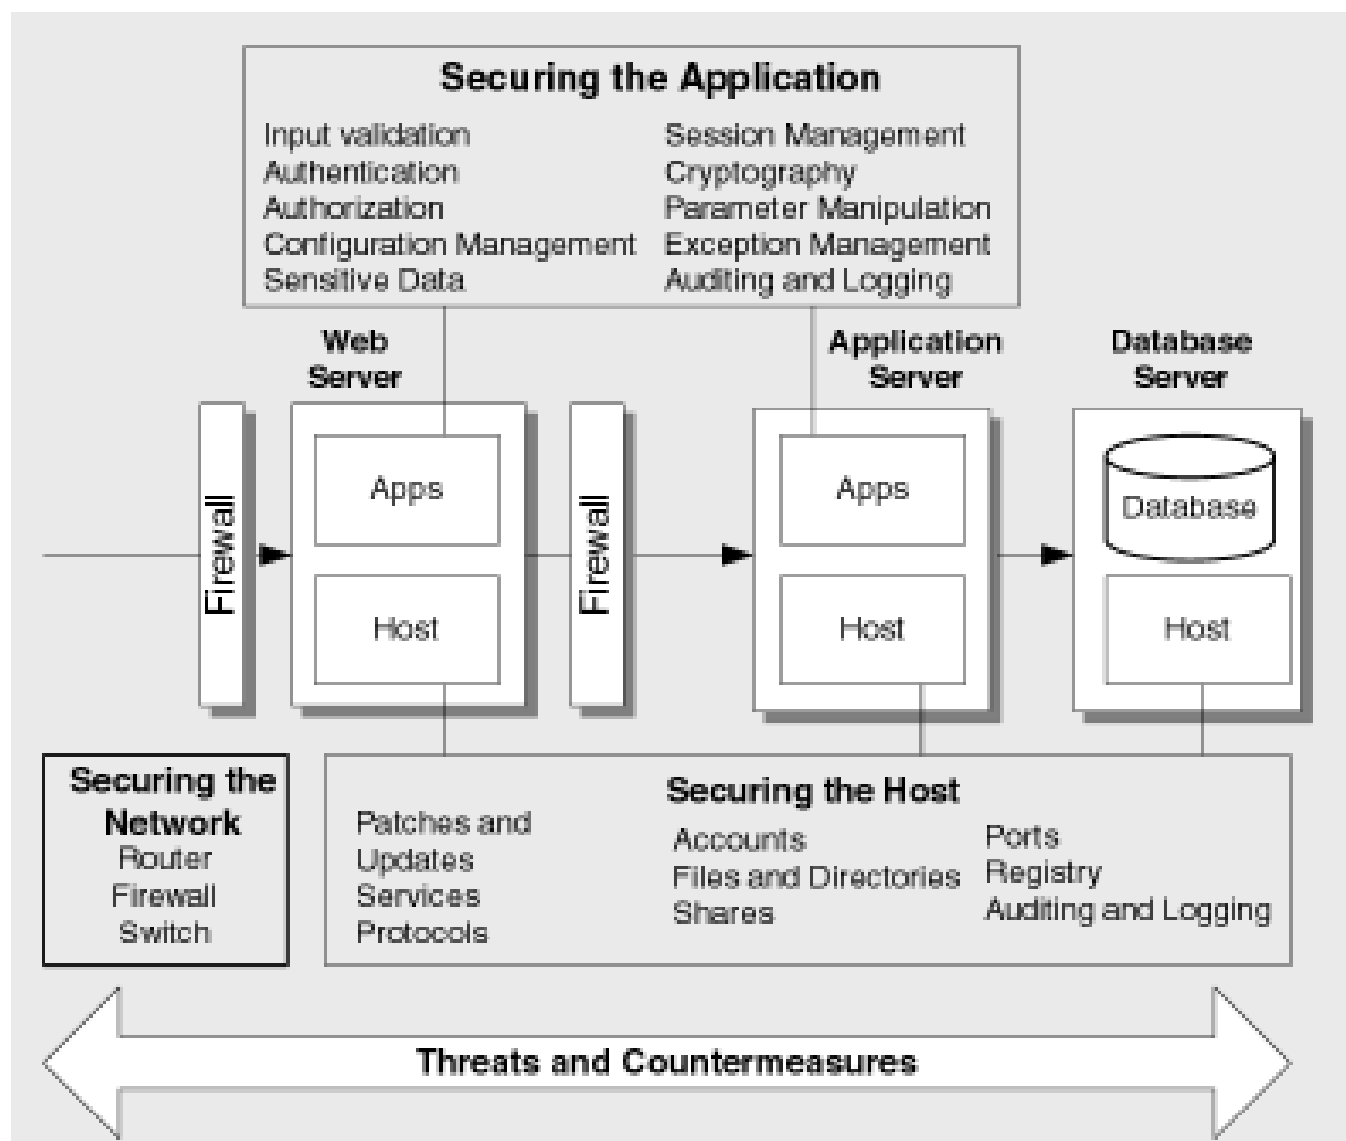 Securing the Application
Input validation
Authentication
Authorization
Configuration Management
Sensitive Data
Session Management
Cryptography
Parameter Manipulation
Exception Management
Auditing and Logging
Web
Server
Application
Server
Database
Server
Firewall
Apps
Host
Firewall
Apps
Host
Database
Host
Securing the
Network
Router
Firewall
Switch
Securing the Host
Patches and
Updates
Services
Protocols
Accounts
Files and Directories
Shares
Ports
Registry
Auditing and Logging
Threats and Countermeasures